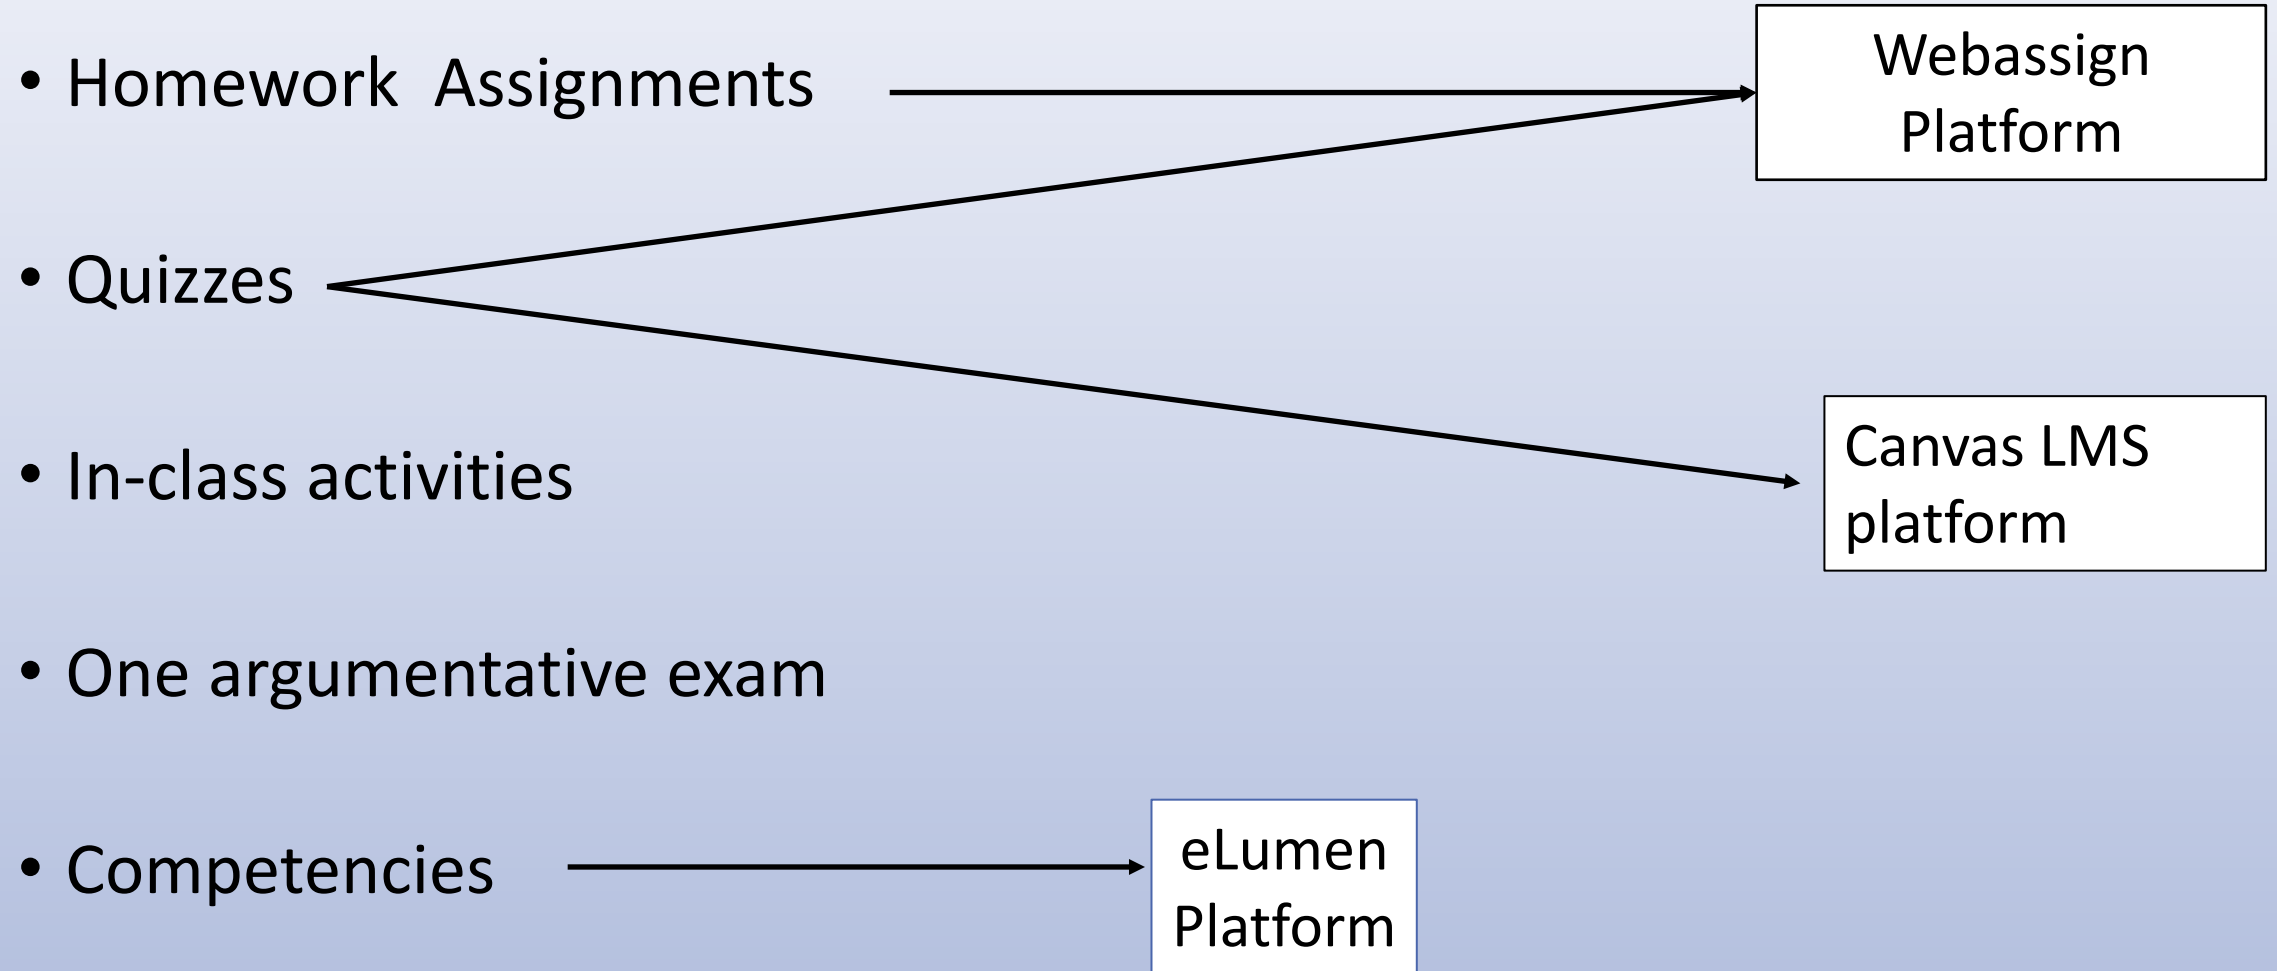 • Homework  Assignments
Webassign
Platform
• Quizzes
• In-class activities
Canvas LMS
platform
• One argumentative exam
• Competencies
eLumen
Platform